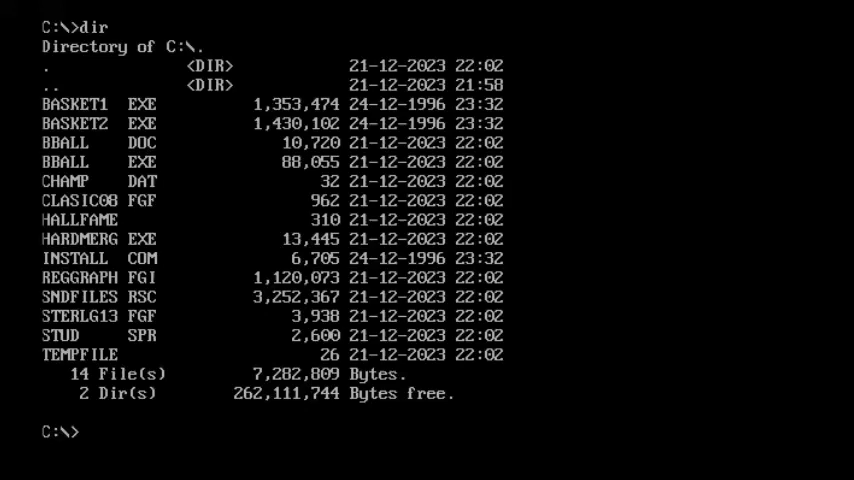 C:\>dir
Directory of C:\.
. <DIR> 21-12-2023 22:02
.. <DIR> 21-12-2023 21:58
BASKET1 EXE 1,353,474 24-12-1996 23:32
BASKET2 EXE 1,430,102 24-12-1996 23:32
BBALL DOC 10,720 21-12-2023 22:02
BBALL EXE 88,055 21-12-2023 22:02
CHAMP DAT 32 21-12-2023 22:02
CLASIC08 FGF 962 21-12-2023 22:02
HALLFAME 310 21-12-2023 22:02
HARDMERG EXE 13,445 21-12-2023 22:02
INSTALL COM 6,705 24-12-1996 23:32
REGGRAPH FGI 1,120,073 21-12-2023 22:02
SNDFILES RSC 3,252,367 21-12-2023 22:02
STERLG13 FGF 3,938 21-12-2023 22:02
STUD SPR 2,600 21-12-2023 22:02
TEMPFILE 26 21-12-2023 22:02
14 File(s) 7,282,809 Bytes.
2 Dir(s) 262,111,744 Bytes free.
C:\>